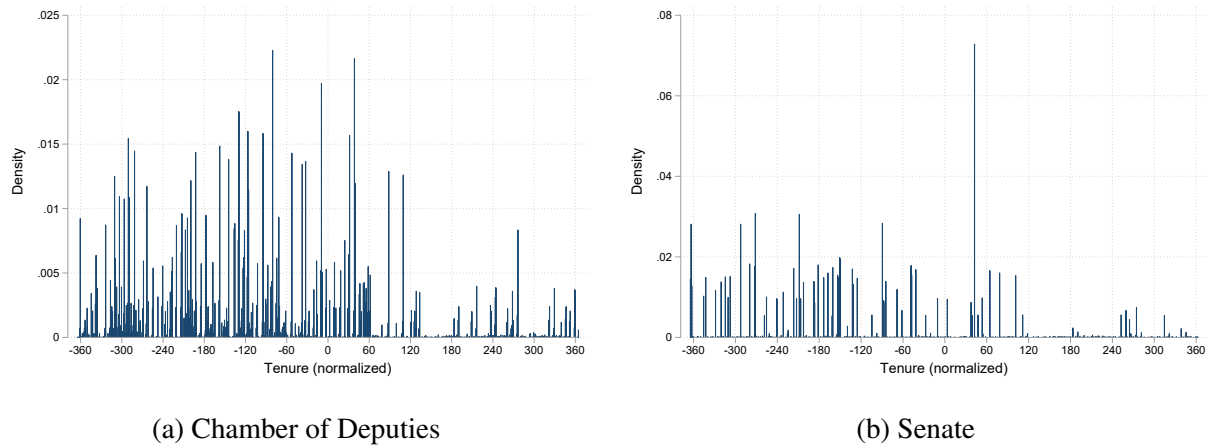 .025
.02
.015
.01
.005
0
Density
-360 -300 -240 -180 -120 -60 0 60 120 180 240 300 360
Tenure (normalized)
(a) Chamber of Deputies
.08
.06
.04
.02
0
Density
-360 -300 -240 -180 -120 -60 0 60 120 180 240 300 360
Tenure (normalized)
(b) Senate